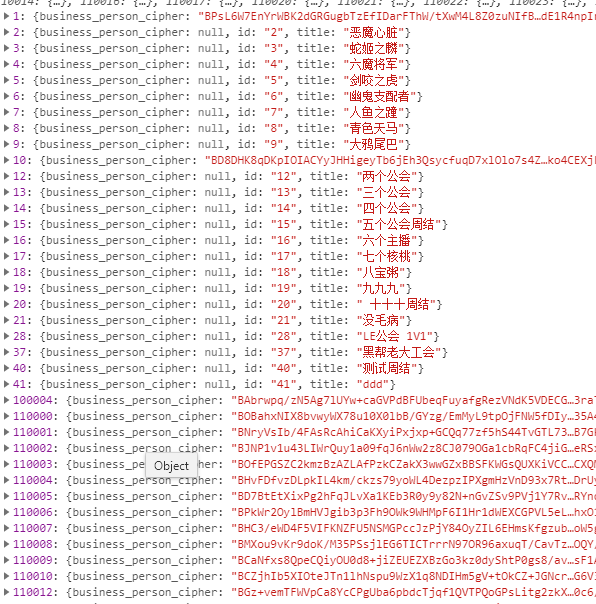 10014: {…}, 110016: {…}, 110017: {…}, 110020: {…}, 110021: {…}, 110022: {…}, 110025: {…},
1: {business_person_cipher: "BPsL6W7EnYrWBK2dGRGugbTzEfIDarFThW/tXwM4L8Z0zuNIfB…dE1R4npIn
2: {business_person_cipher: null, id: "2", title: "恶魔心脏"}
3: {business_person_cipher: null, id: "3", title: "蛇姬之鳞"}
4: {business_person_cipher: null, id: "4", title: "六魔将军"}
5: {business_person_cipher: null, id: "5", title: "剑咬之虎"}
6: {business_person_cipher: null, id: "6", title: "幽鬼支配者"}
7: {business_person_cipher: null, id: "7", title: "人鱼之踵"}
8: {business_person_cipher: null, id: "8", title: "青色天马"}
9: {business_person_cipher: null, id: "9", title: "大鸦尾巴"}
10: {business_person_cipher: "BD8DHK8qDKpIOIACYyJHHigeyTb6jEh3QsycfuqD7xlOlo7s4Z…ko4CEXjl
12: {business_person_cipher: null, id: "12", title: "两个公会"}
13: {business_person_cipher: null, id: "13", title: "三个公会"}
14: {business_person_cipher: null, id: "14", title: "四个公会"}
15: {business_person_cipher: null, id: "15", title: "五个公会周结"}
16: {business_person_cipher: null, id: "16", title: "六个主播"}
17: {business_person_cipher: null, id: "17", title: "七个核桃"}
18: {business_person_cipher: null, id: "18", title: "八宝粥"}
19: {business_person_cipher: null, id: "19", title: "九九九"}
20: {business_person_cipher: null, id: "20", title: " 十十十周结"}
21: {business_person_cipher: null, id: "21", title: "没毛病"}
28: {business_person_cipher: null, id: "28", title: "LE公会 1V1"}
37: {business_person_cipher: null, id: "37", title: "黑帮老大工会"}
40: {business_person_cipher: null, id: "40", title: "测试周结"}
41: {business_person_cipher: null, id: "41", title: "ddd"}
100004: {business_person_cipher: "BAbrwpq/zN5Ag7lUYw+caGVPdBFUbeqFuyafgRezVNdK5VDECG…3ra
110000: {business_person_cipher: "BOBahxNIX8bvwyWX78u10X01bB/GYzg/EmMyL9tpOjFNW5fDIy…35A4
110001: {business_person_cipher: "BNryVsIb/4FAsRcAhiCaKXyiPxjxp+GCQq77zf5hS44TvGTL73…B7G
110002: {business_person_cipher: "BJNP1v1u43LIWrQuy1a09fqJ6nWw2z8CJ079OGa1cbRqFC4jiG…eRS
110003: {business_person_cipher: "BOfEPGSZC2kmzBzAZLAfPzkCZakX3wwGZxBBSFKWGsQUXKiVCC…CXQN
110004: {business_person_cipher: "BHvFDfvzDLpkIL4km/ckzs79yoWL4DezpzIPXgmHzVnD93x7Rt…DrUy
110005: {business_person_cipher: "BD7BtEtXixPg2hFqJLvXa1KEb3R0y9y82N+nGvZSv9PVj1Y7Rv…RYn
110006: {business_person_cipher: "BPkWr2Oyl1BmHVJgib3p3Fh9OWk9WHMpF6I1Hr1dWEXCGPVL5eL…hxO
110007: {business_person_cipher: "BHC3/eWD4F5VIFKNZFU5NSMGPccJzPjY84OyZIL6EHmsKfgzub…oW5
110008: {business_person_cipher: "BMXou9vKr9doK/M35PSsjlEG6TICTrrrN97OR96axuqT/CavTz…OQY/
110009: {business_person_cipher: "BCaNfxs8QpeCQiyOU0d8+jiZEUEZXBzGo3kz0dyShtP0gs8/av…sF1A
110010: {business_person_cipher: "BCZjhIb5XIOteJTn1lhNspu9WzX1q8NDIHm5gV+tOkCZ+JGNcr…G6V
110012: {business_person_cipher: "BGz+vemTFWVpCa8YcCPgUba6pbdcTjqf1QVTPQoGPsLitg2zkX…0c6/
Object